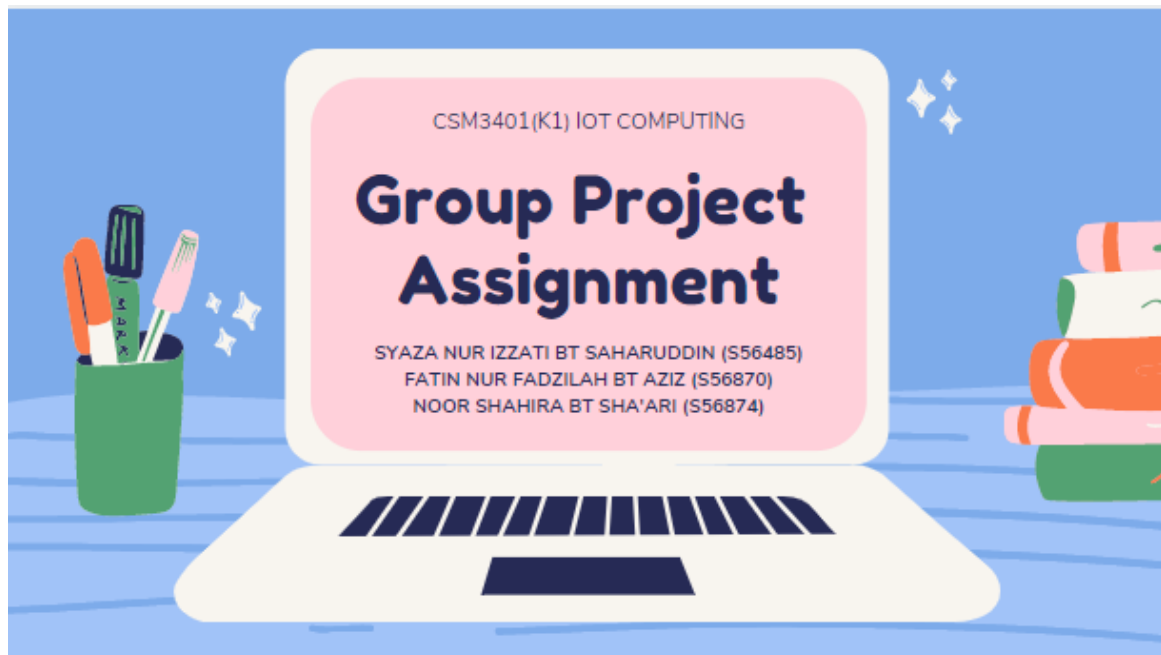 CSM3401(K1) IOT COMPUTING
Group Project
Assignment
SYAZA NUR IZZATI BT SAHARUDDIN (S56485)
FATIN NUR FADZILAH BT AZIZ (S56870)
NOOR SHAHIRA BT SHA'ARI (S56874)
MARK